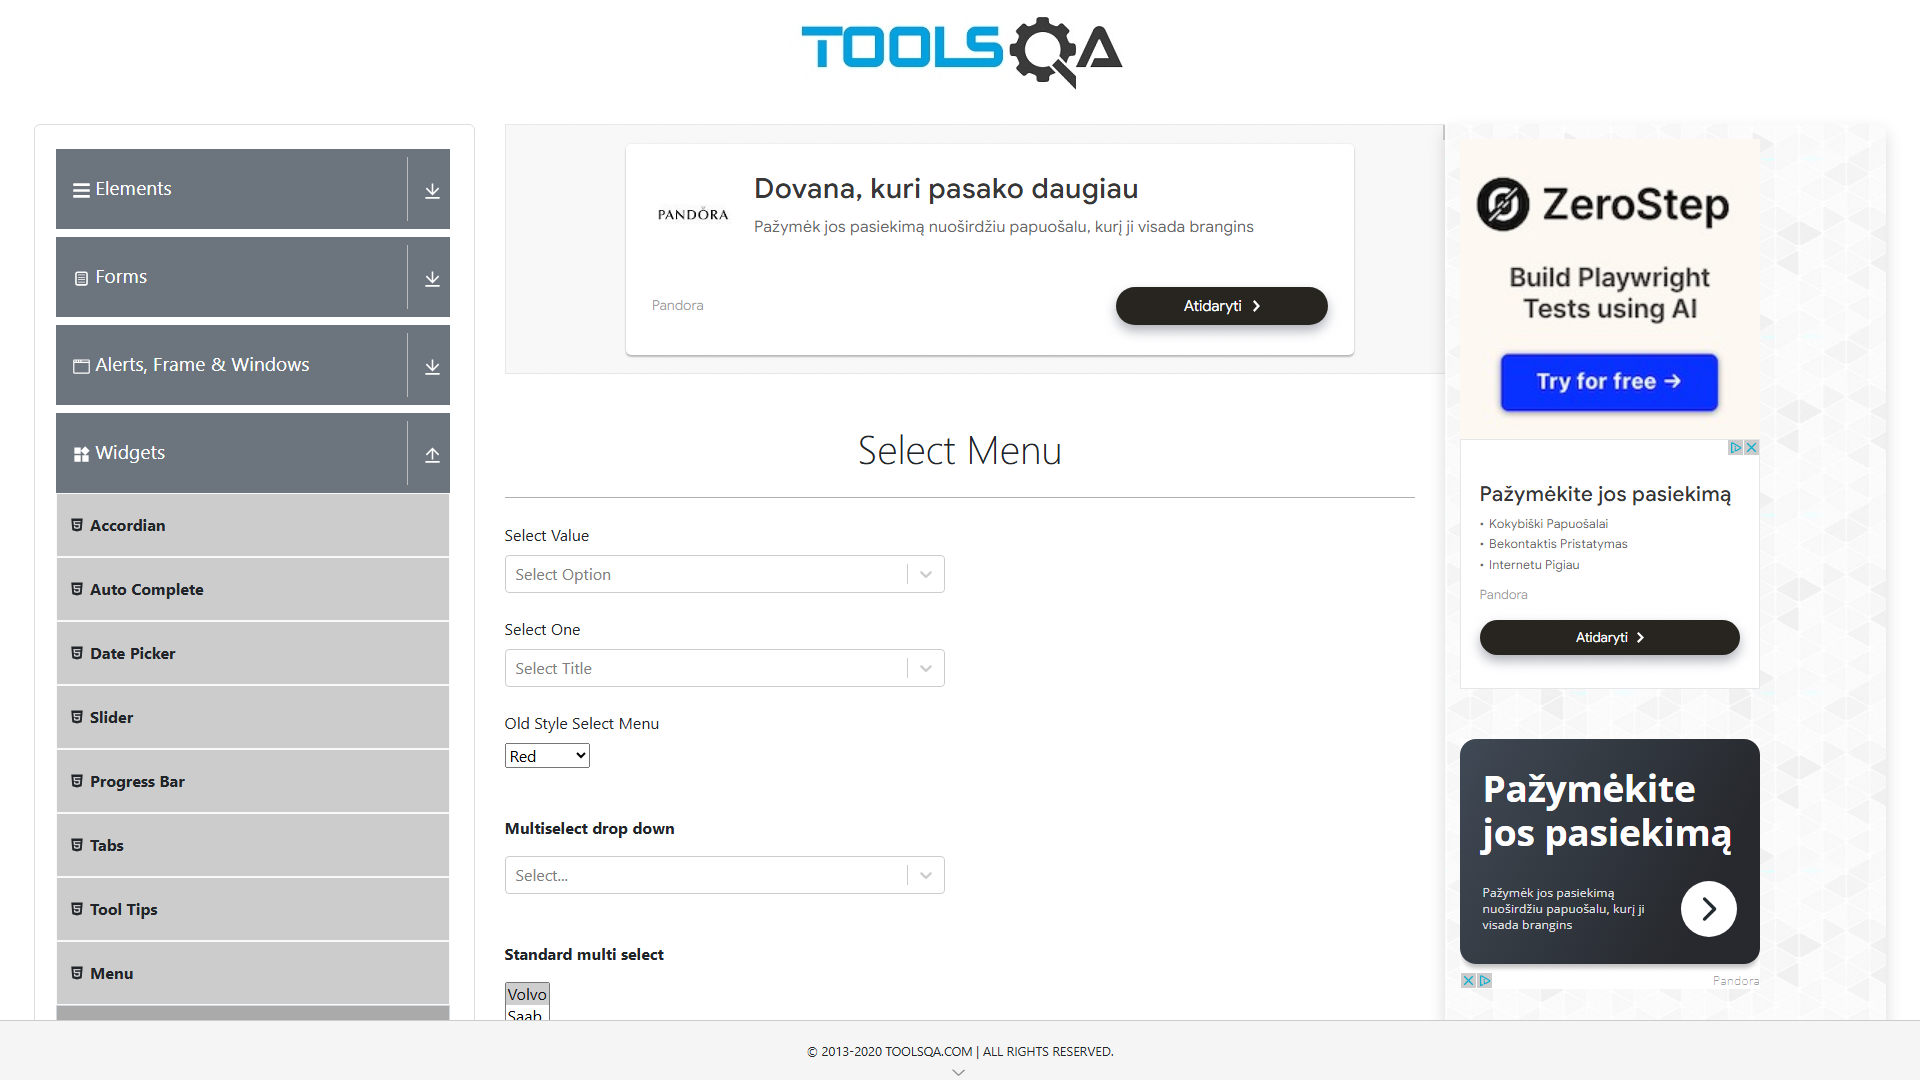 TOOLSQA
Elements
Forms
Alerts, Frame & Windows
Widgets
Accordian
Auto Complete
Date Picker
Slider
Progress Bar
Tabs
Tool Tips
Menu
PANDÖRA
Dovana, kuri pasako daugiau
Pažymėk jos pasiekimą nuoširdžiu papuošalu, kurį ji visada brangins
Pandora
Atidaryti
Select Menu
Select Value
Select Option
Select One
Select Title
Old Style Select Menu
Red
Multiselect drop down
Select...
Standard multi select
Volvo
Saab
ZeroStep
Build Playwright
Tests using AI
Try for free →
Pažymėkite jos pasiekimą
• Kokybiški Papuošalai
• Bekontaktis Pristatymas
• Internetu Pigiau
Pandora
Atidaryti
Pažymėkite
jos pasiekimą
Pažymėk jos pasiekimą
nuoširdžiu papuošalu, kurį ji
visada brangins
Pandora
© 2013-2020 TOOLSQA.COM | ALL RIGHTS RESERVED.